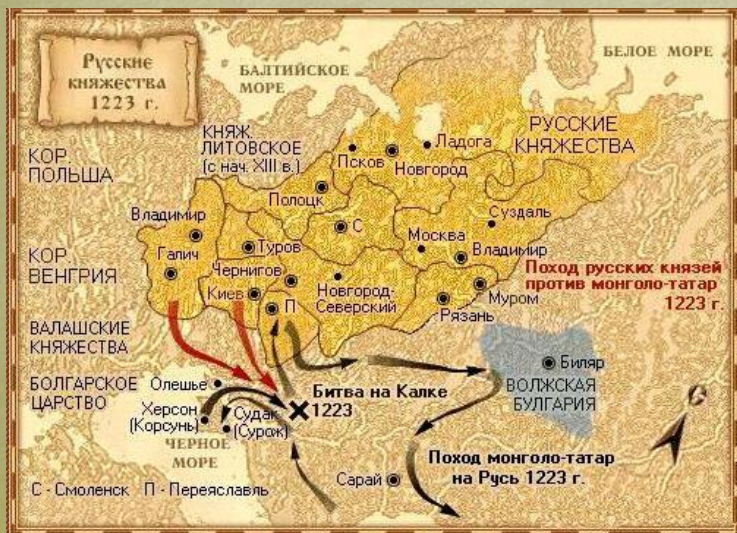 Русские
княжества
1223 г.
БАЛТИЙСКОЕ
МОРЕ
БЕЛОЕ МОРЕ
КНЯЖ.
ЛИТОВСКОЕ
(с нач. XIII в.)
КОР.
ПОЛЬША
Псков
Ладога
Новгород
РУССКИЕ
КНЯЖЕСТВА
Полоцк
Владимир
С
Суздаль
Москва
Владимир
КОР.
ВЕНГРИЯ
Галич
Туров
Чернигов
Киев
П
Новгород-
Северский
Рязань
Муром
Поход русских князей
против монголо-татар
1223 г.
ВАЛАШСКИЕ
КНЯЖЕСТВА
БОЛГАРСКОЕ
ЦАРСТВО
Олешье
Херсон
(Корсунь)
Судак
(Сурож)
Битва на Калке
1223
Биляр
ВОЛЖСКАЯ
БУЛГАРИЯ
ЧЕРНОЕ
МОРЕ
Сарай
Поход монголо-татар
на Русь 1223 г.
С - Смоленск П - Переяславль